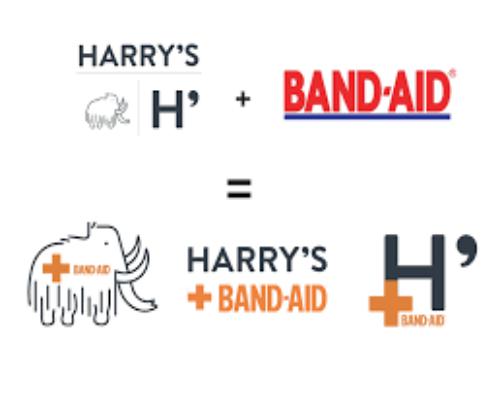 HARRY'S
H' + BAND-AID®
=
BAND-AID
HARRY'S
+ BAND-AID
H'
BAND-AID